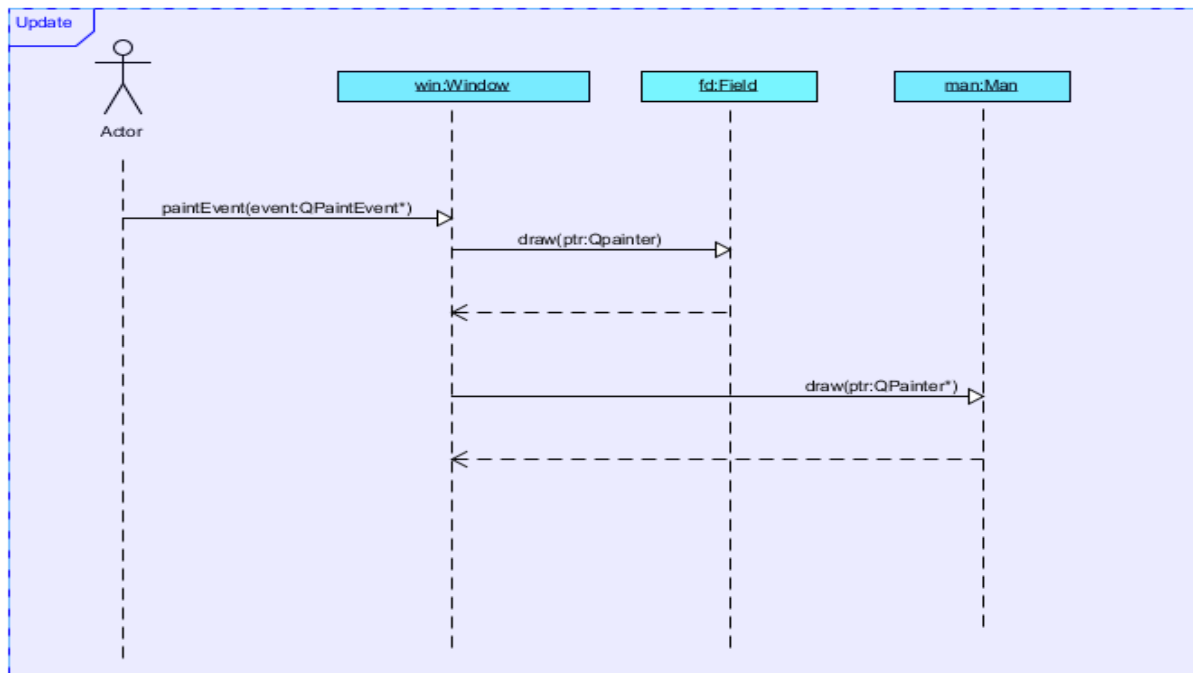 Update
Actor
win:Window
fd:Field
man:Man
paintEvent(event:QPaintEvent*)
draw(ptr:Qpainter)
draw(ptr:QPainter*)